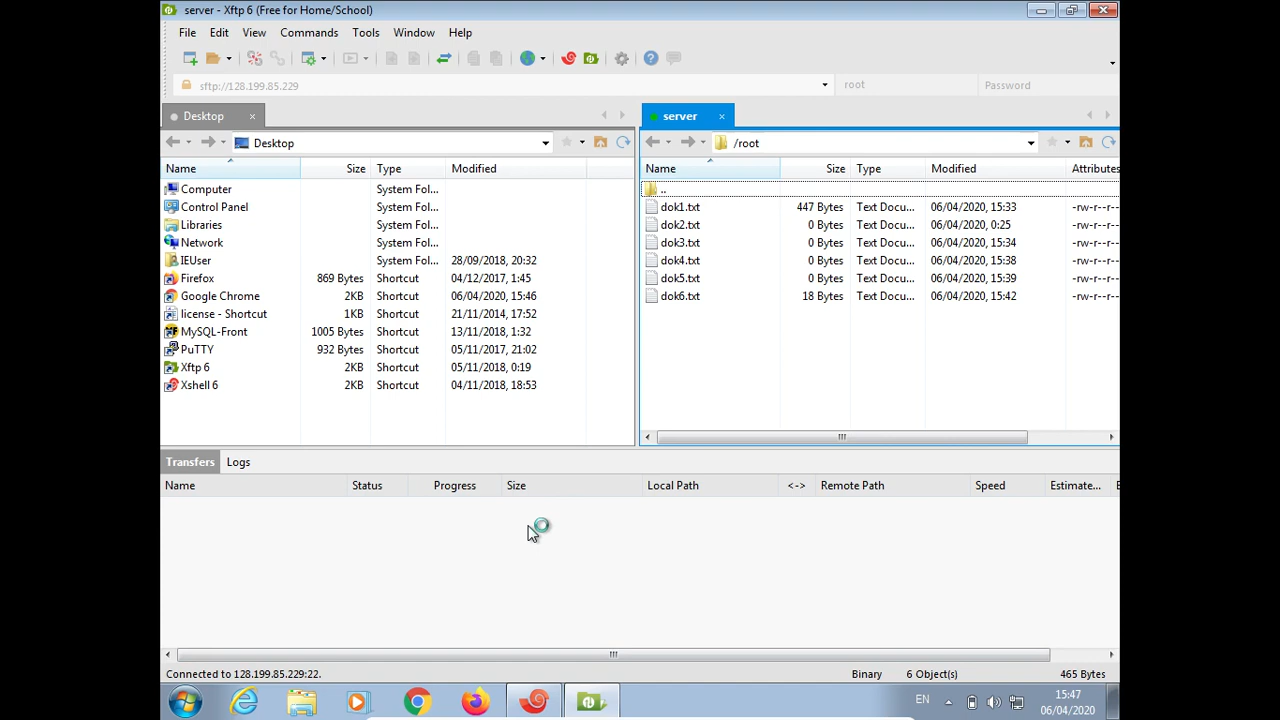 server - Xftp 6 (Free for Home/School)
File Edit View Commands Tools Window Help
sftp://128.199.85.229 root Password
Desktop server
Desktop /root
Name Size Type Modified
Computer System Fol...
Control Panel System Fol...
Libraries System Fol...
Network System Fol...
IEUser System Fol... 28/09/2018, 20:32
Firefox 869 Bytes Shortcut 04/12/2017, 1:45
Google Chrome 2KB Shortcut 06/04/2020, 15:46
license - Shortcut 1KB Shortcut 21/11/2014, 17:52
MySQL-Front 1005 Bytes Shortcut 13/11/2018, 1:32
PuTTY 932 Bytes Shortcut 05/11/2017, 21:02
Xftp 6 2KB Shortcut 05/11/2018, 0:19
Xshell 6 2KB Shortcut 04/11/2018, 18:53
Name Size Type Modified Attributes
..
dok1.txt 447 Bytes Text Docu... 06/04/2020, 15:33 -rw-r--r--
dok2.txt 0 Bytes Text Docu... 06/04/2020, 0:25 -rw-r--r--
dok3.txt 0 Bytes Text Docu... 06/04/2020, 15:34 -rw-r--r--
dok4.txt 0 Bytes Text Docu... 06/04/2020, 15:38 -rw-r--r--
dok5.txt 0 Bytes Text Docu... 06/04/2020, 15:39 -rw-r--r--
dok6.txt 18 Bytes Text Docu... 06/04/2020, 15:42 -rw-r--r--
Transfers Logs
Name Status Progress Size Local Path <-> Remote Path Speed Estimate...
Connected to 128.199.85.229:22. Binary 6 Object(s) 465 Bytes
EN 15:47
06/04/2020